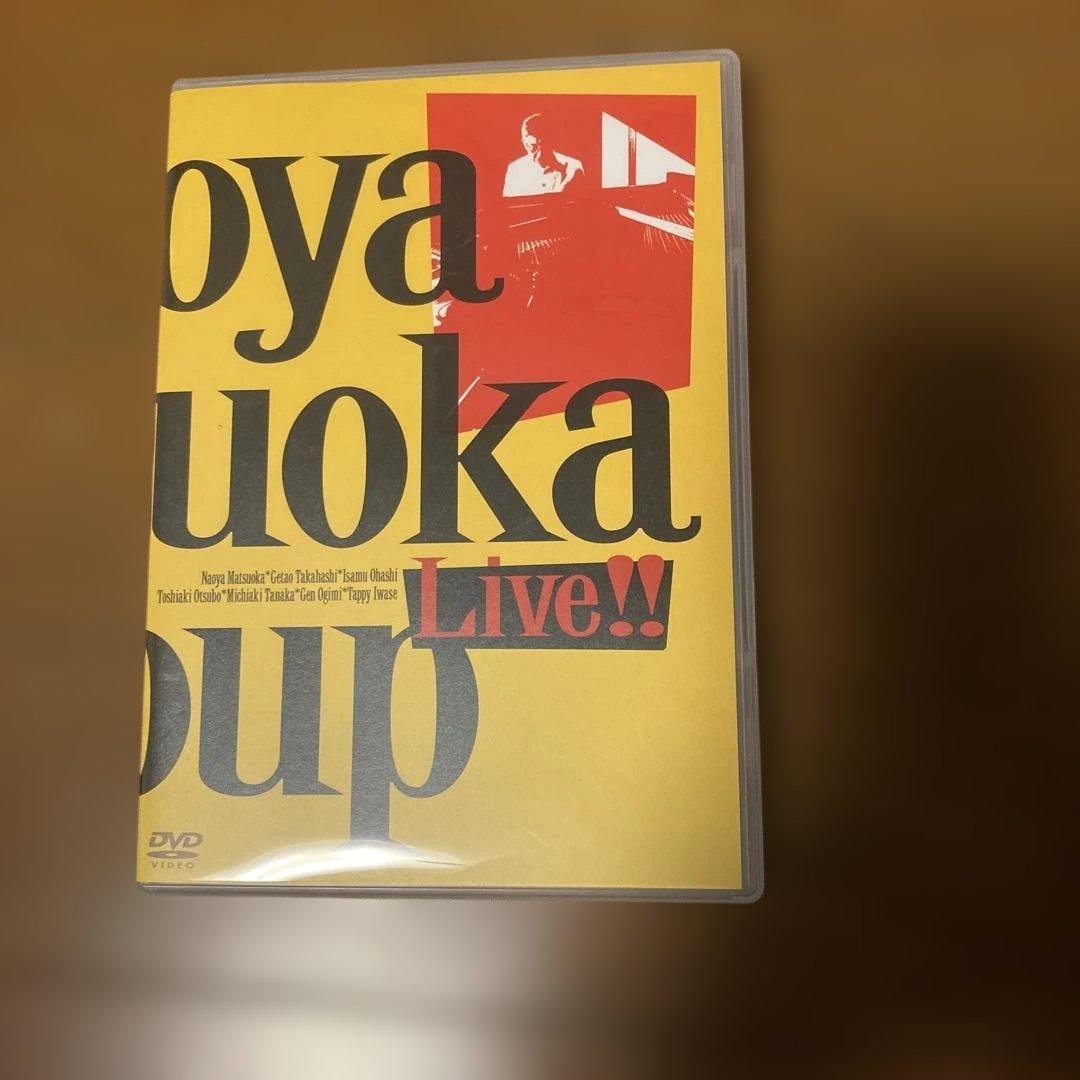 oya
uoka
Naoya Matsuoka*Getao Takahashi*Isamu Ohashi
Toshiaki Otsubo*Michiaki Tanaka*Gen Ogimi*Tappy Iwase
Live!!
oup
DVD
VIDEO